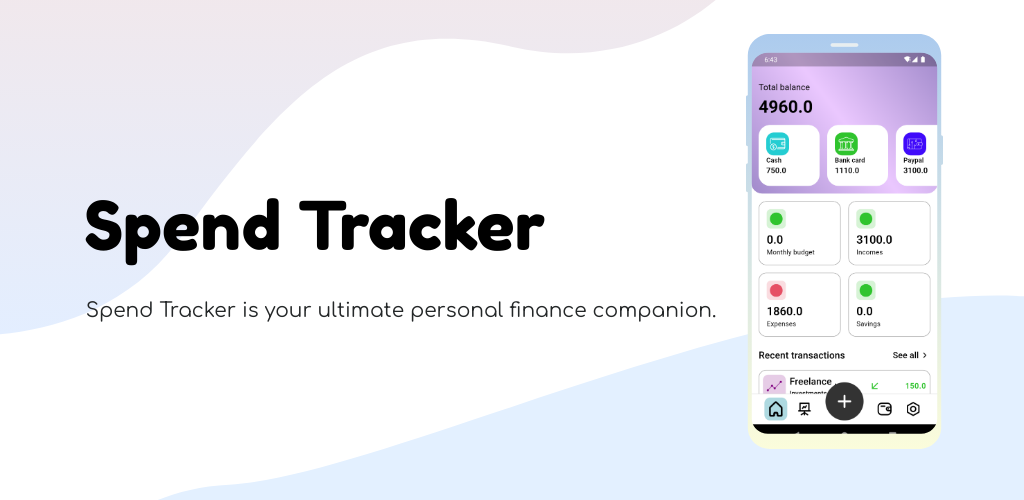 Spend Tracker
Spend Tracker is your ultimate personal finance companion.
6:43
Total balance
4960.0
Cash
750.0
Bank card
1110.0
Paypal
3100.0
0.0
Monthly budget
3100.0
Incomes
1860.0
Expenses
0.0
Savings
Recent transactions
See all
Freelance
150.0
Investments